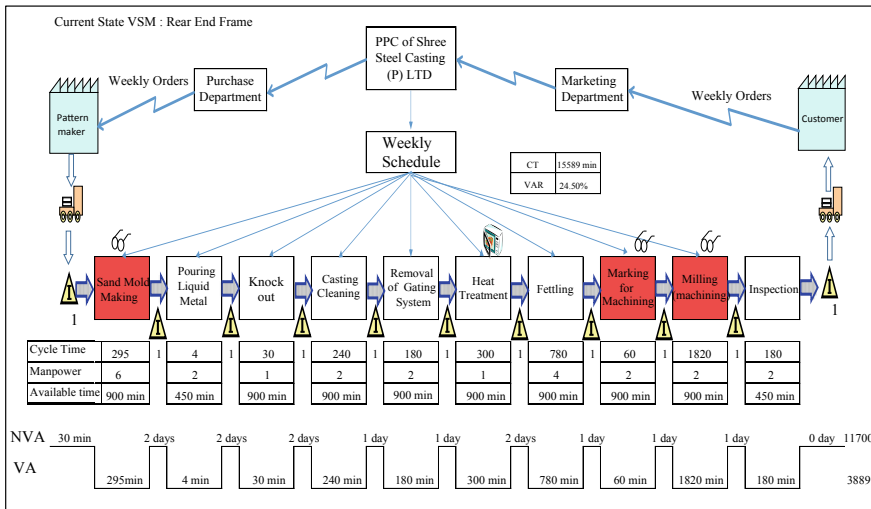 Current State VSM : Rear End Frame
PPC of Shree
Steel Casting
(P) LTD
Weekly Orders
Purchase
Department
Marketing
Department
Weekly Orders
Pattern
maker
Customer
Weekly
Schedule
CT 15589 min
VAR 24.50%
Sand Mold
Making
Pouring
Liquid
Metal
Knock
out
Casting
Cleaning
Removal
of Gating
System
Heat
Treatment
Fettling
Marking
for
Machining
Milling
[machining]
Inspection
1 1
Cycle Time 295 1 4 1 30 1 240 1 180 1 300 1 780 1 60 1 1820 1 180
Manpower 6 2 1 2 2 1 4 2 2 2
Available time 900 min 450 min 900 min 900 min 900 min 900 min 900 min 900 min 900 min 450 min
NVA 30 min 2 days 2 days 2 days 1 day 1 day 2 days 1 day 1 day 1 day 0 day 11700
VA
295min 4 min 30 min 240 min 180 min 300 min 780 min 60 min 1820 min 180 min 3889